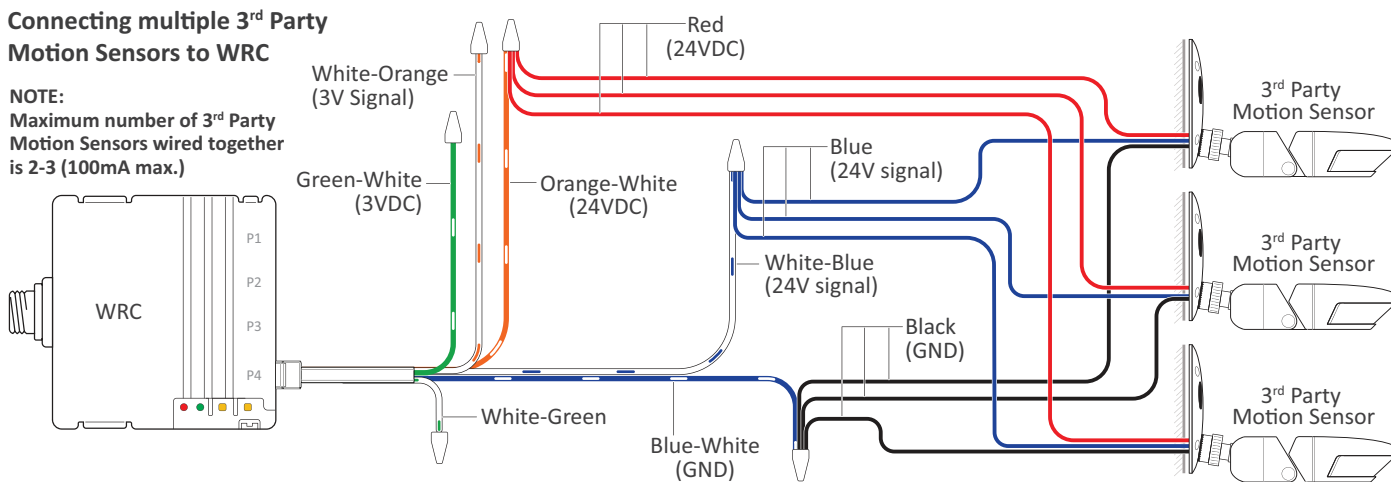 Connecting multiple 3rd Party
Motion Sensors to WRC
NOTE:
Maximum number of 3rd Party
Motion Sensors wired together
is 2-3 (100mA max.)
White-Orange
(3V Signal)
Red
(24VDC)
Green-White
(3VDC)
Orange-White
(24VDC)
Blue
(24V signal)
White-Blue
(24V signal)
Black
(GND)
White-Green
Blue-White
(GND)
WRC
P1
P2
P3
P4
3rd Party
Motion Sensor
3rd Party
Motion Sensor
3rd Party
Motion Sensor